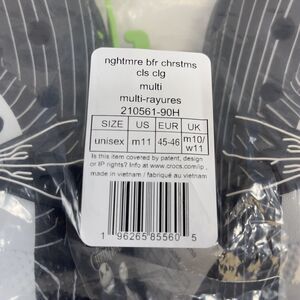 nghtmre bfr chrstms
cls clg
multi
multi-rayures
210561-90H
SIZE US EUR UK
unisex m11 45-46 m10/w11
Is this item covered by patent, design
or IP rights? Info at www.crocs.com/ip.
made in vietnam / fabriqué au vietnam
1 96265 85560 5